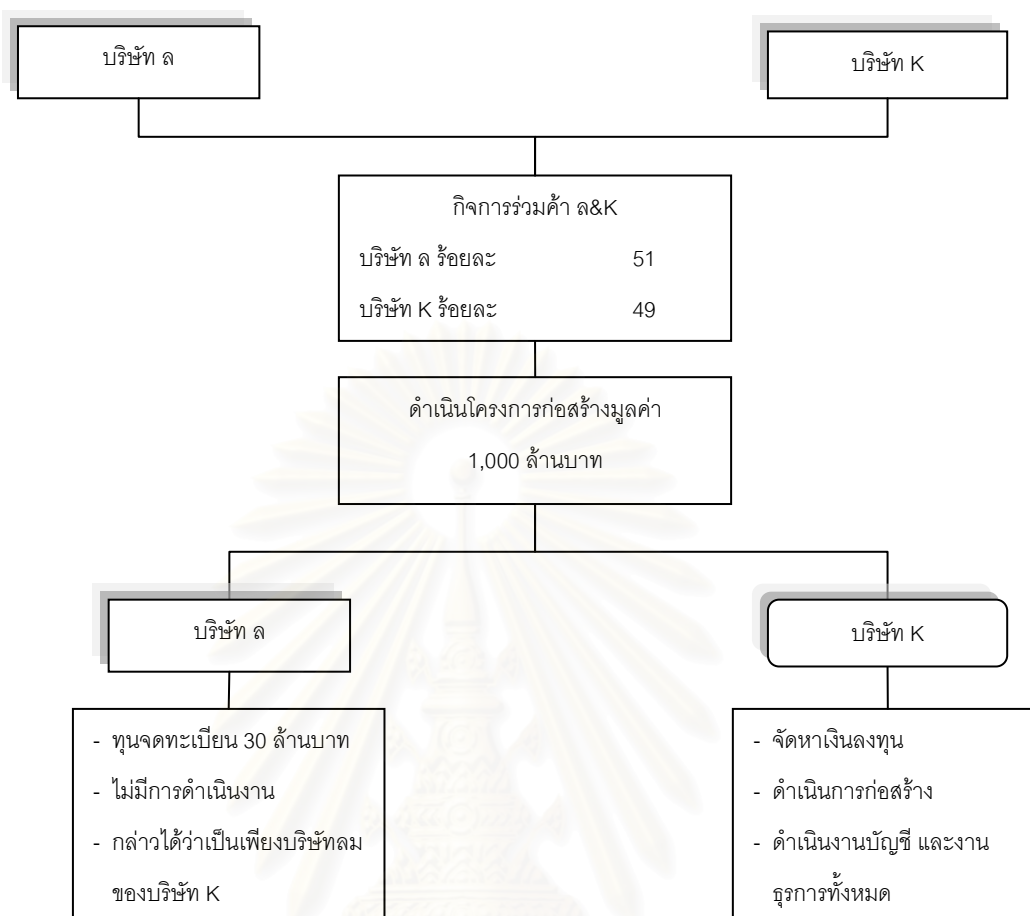 บริษัท ล
บริษัท K
กิจการร่วมค้า ล&K
บริษัท ล ร้อยละ 51
บริษัท K ร้อยละ 49
ดำเนินโครงการก่อสร้างมูลค่า
1,000 ล้านบาท
บริษัท ล
บริษัท K
- ทุนจดทะเบียน 30 ล้านบาท
- ไม่มีการดำเนินงาน
- กล่าวได้ว่าเป็นเพียงบริษัทลม
ของบริษัท K
- จัดหาเงินลงทุน
- ดำเนินการก่อสร้าง
- ดำเนินงานบัญชี และงาน
ธุรการทั้งหมด